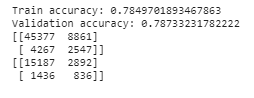 Train accuracy: 0.7849701893467863
Validation accuracy: 0.78733231782222
[[45377 8861]
[ 4267 2547]]
[[15187 2892]
[ 1436 836]]